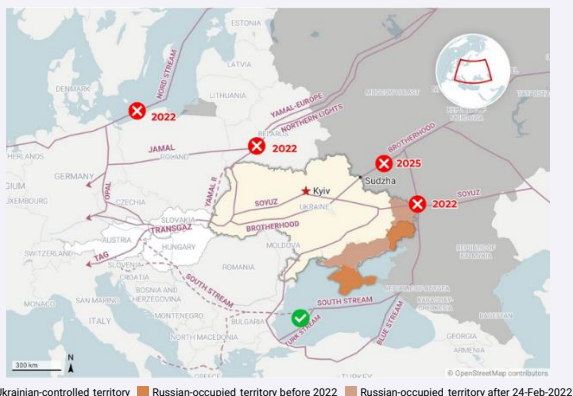 ESTONIA
LATVIA
DENMARK
NORD STREAM
LITHUANIA
2022
YAMAL-EUROPE
NORTHERN LIGHTS
BELARUS
JAMAL
2022
POLAND
HERLANDS
GERMANY
OPAL
BROTHERHOOD
2025
Sudzha
YAMAL II
SOYUZ
Kyiv
UKRAINE
SOYUZ
2022
GIUM
LUXEMBOURG
CZECHIA
SLOVAKIA
TRANSGAZ
BROTHERHOOD
AUSTRIA
HUNGARY
MOLDOVA
SWITZERLAND
TAG
SLOVENIA
CROATIA
ROMANIA
SOUTH STREAM
BOSNIA AND
HERZEGOVINA
SAN MARINO
MONACO
ITALY
MONTENEGRO
BULGARIA
NORTH MACEDONIA
SOUTH STREAM
TURK STREAM
BLUE STREAM
GEORGIA
ARMENIA
GREECE
TURKEY
300 km
N
© OpenStreetMap contributors
Ukrainian-controlled territory Russian-occupied territory before 2022 Russian-occupied territory after 24-Feb-2022